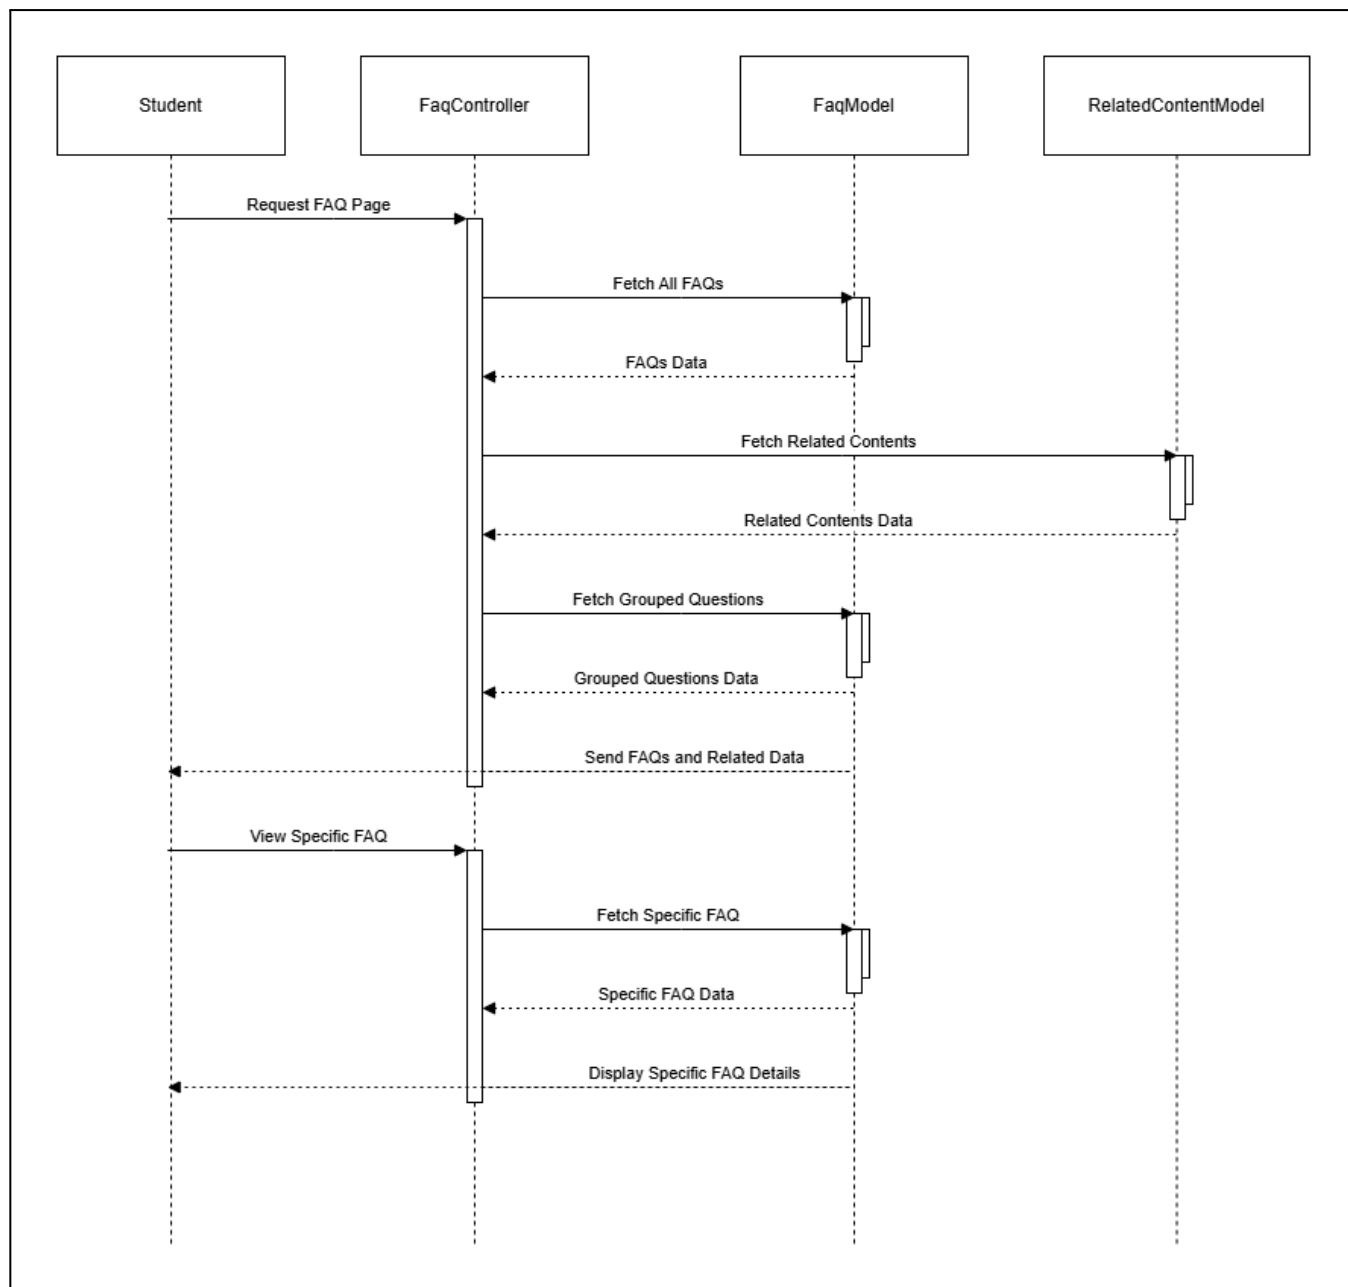 Student
FaqController
FaqModel
RelatedContentModel
Request FAQ Page
Fetch All FAQs
FAQs Data
Fetch Related Contents
Related Contents Data
Fetch Grouped Questions
Grouped Questions Data
Send FAQs and Related Data
View Specific FAQ
Fetch Specific FAQ
Specific FAQ Data
Display Specific FAQ Details